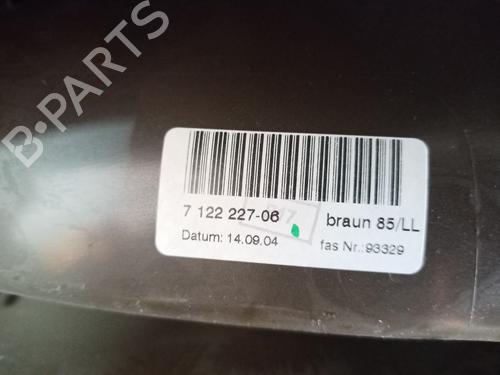 B-PARTS
7 122 227-06 braun 85/LL
Datum: 14.09.04 fas Nr.:93329